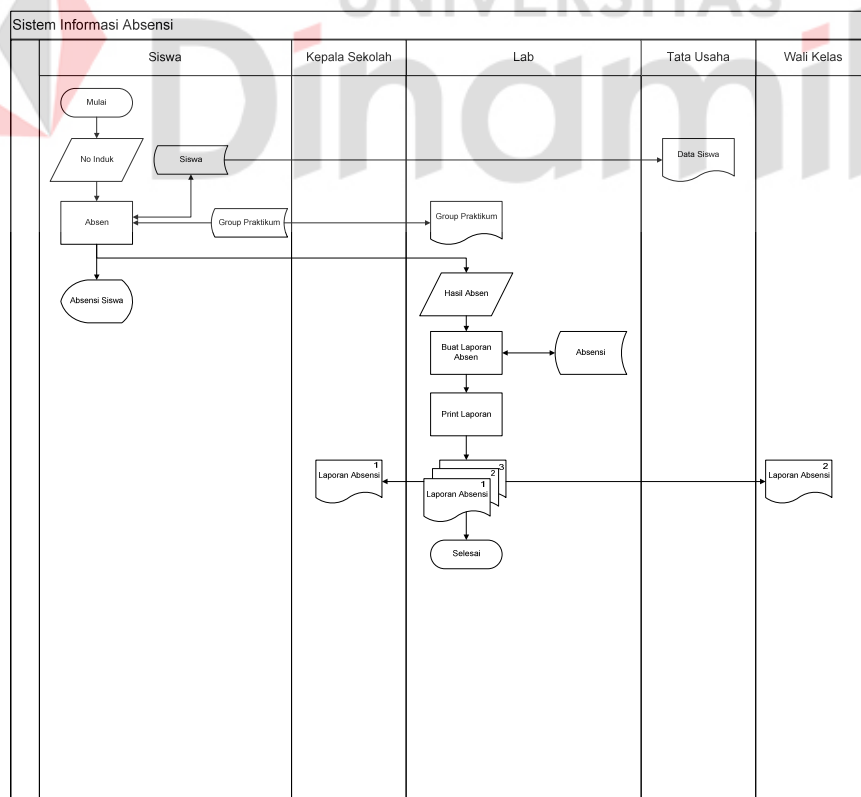 UNIVERSITAS
Dinami
Sistem Informasi Absensi
Siswa
Kepala Sekolah
Lab
Tata Usaha
Wali Kelas
Mulai
No Induk
Siswa
Data Siswa
Absen
Group Praktikum
Group Praktikum
Absensi Siswa
Hasil Absen
Buat Laporan
Absen
Absensi
Print Laporan
1
Laporan Absensi
3
2
1
Laporan Absensi
2
Laporan Absensi
Selesai